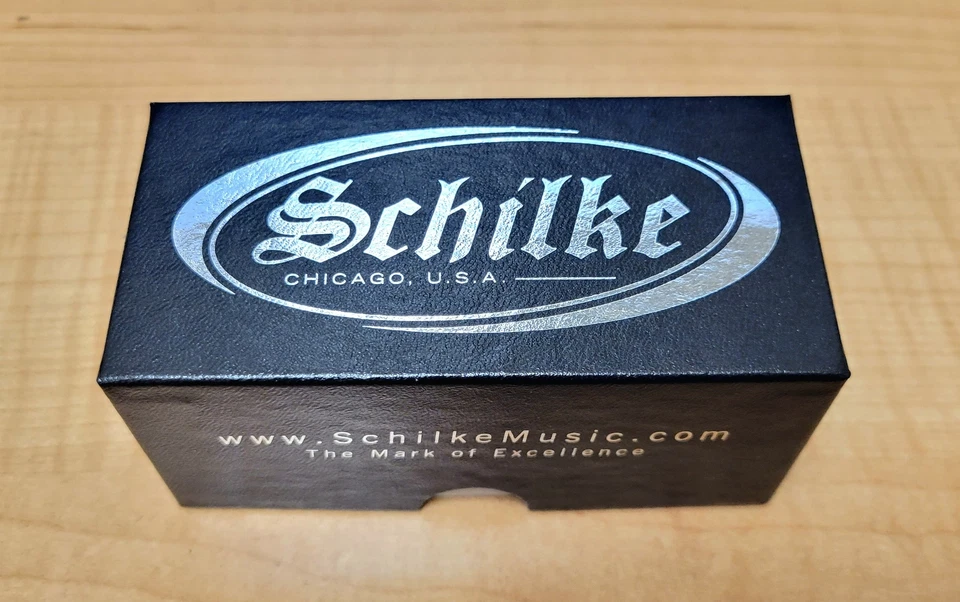 Schilke
CHICAGO, U.S.A.
www.SchilkeMusic.com
The Mark of Excellence